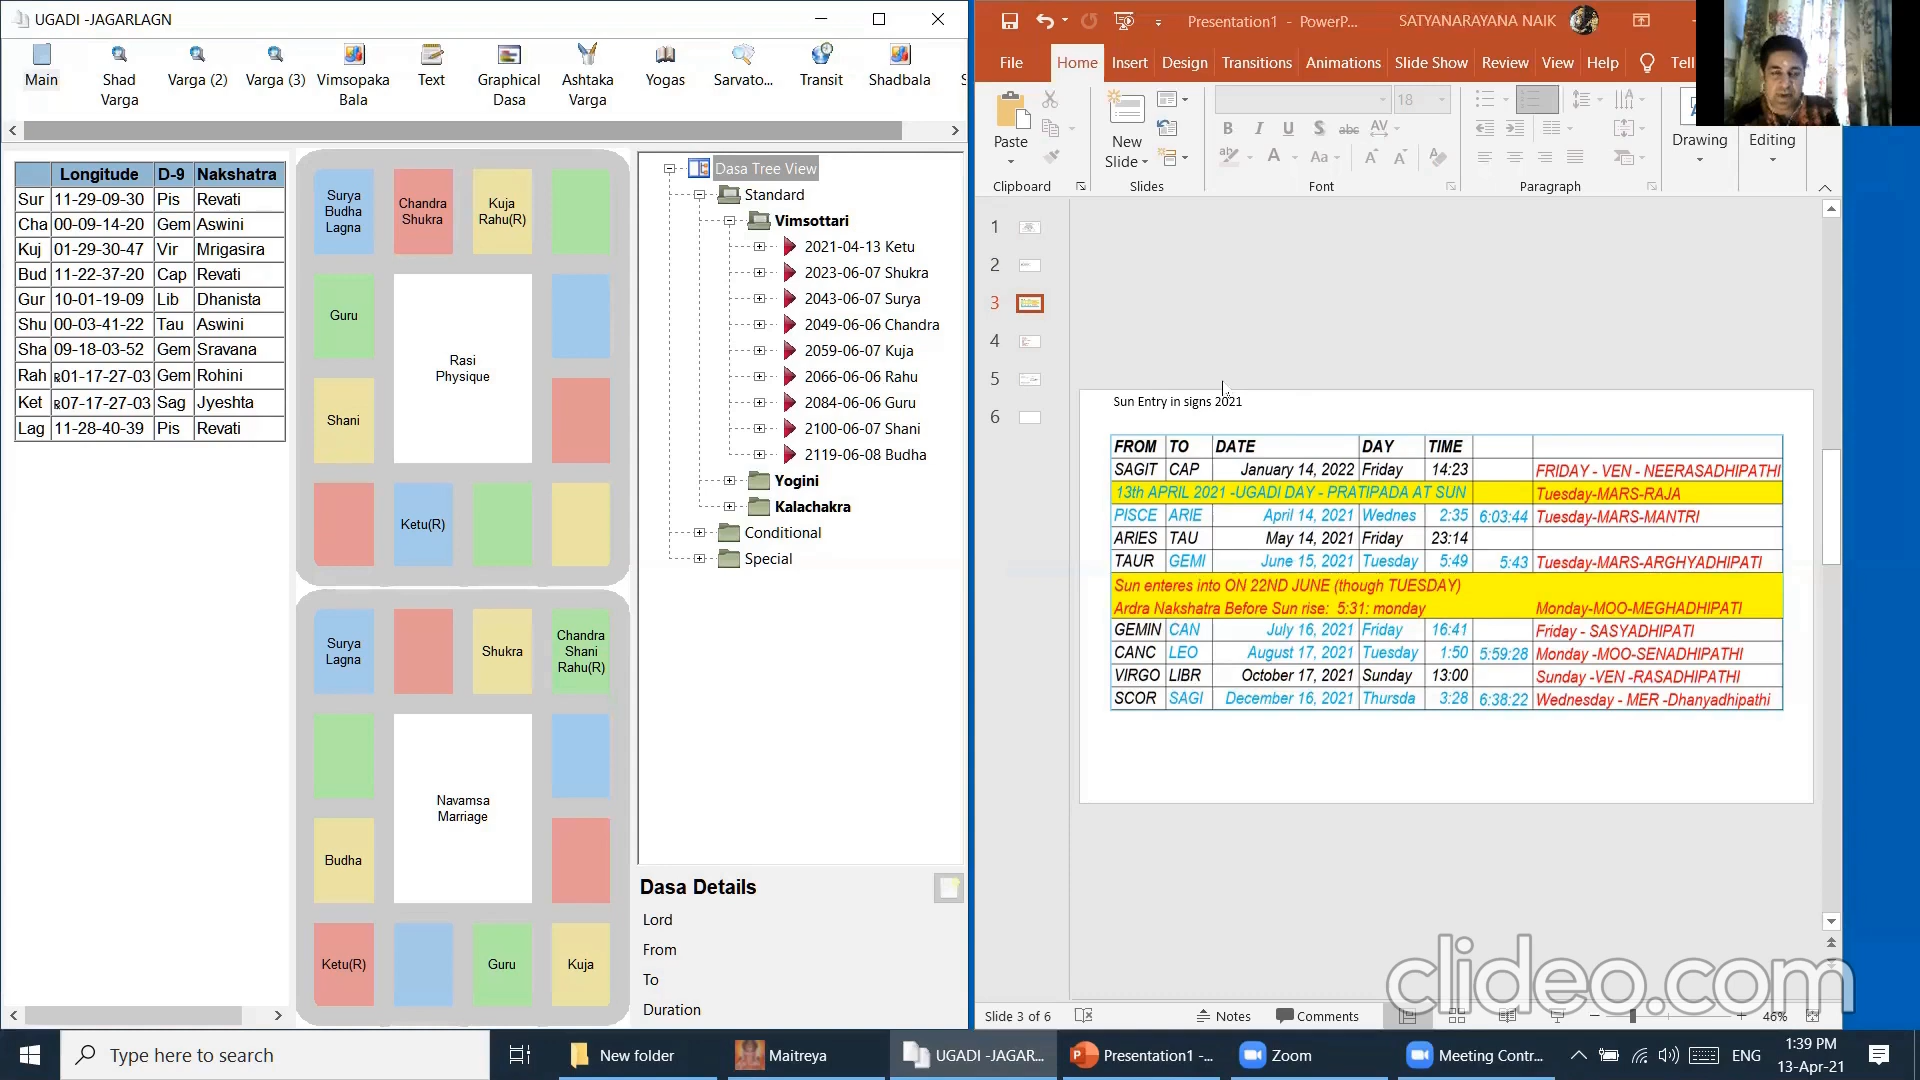 UGADI -JAGARLAGN
Main
Shad Varga
Varga (2)
Varga (3)
Vimsopaka Bala
Text
Graphical Dasa
Ashtaka Varga
Yogas
Sarvato...
Transit
Shadbala
Longitude D-9 Nakshatra
Sur 11-29-09-30 Pis Revati
Cha 00-09-14-20 Gem Aswini
Kuj 01-29-30-47 Vir Mrigasira
Bud 11-22-37-20 Cap Revati
Gur 10-01-19-09 Lib Dhanista
Shu 00-03-41-22 Tau Aswini
Sha 09-18-03-52 Gem Sravana
Rah ℞01-17-27-03 Gem Rohini
Ket ℞07-17-27-03 Sag Jyeshta
Lag 11-28-40-39 Pis Revati
Surya
Budha
Lagna
Chandra
Shukra
Kuja
Rahu(R)
Guru
Rasi
Physique
Shani
Ketu(R)
Surya
Lagna
Shukra
Chandra
Shani
Rahu(R)
Navamsa
Marriage
Budha
Ketu(R)
Guru
Kuja
Dasa Tree View
Standard
Vimsottari
2021-04-13 Ketu
2023-06-07 Shukra
2043-06-07 Surya
2049-06-06 Chandra
2059-06-07 Kuja
2066-06-06 Rahu
2084-06-06 Guru
2100-06-07 Shani
2119-06-08 Budha
Yogini
Kalachakra
Conditional
Special
Dasa Details
Lord
From
To
Duration
Presentation1 - PowerP...
SATYANARAYANA NAIK
File Home Insert Design Transitions Animations Slide Show Review View Help Tell
Paste
Clipboard
New Slide
Slides
18
B I U S abc AV
Aa A A
Font
Paragraph
Drawing
Editing
1
2
3
4
5
6
Sun Entry in signs 2021
FROM TO DATE DAY TIME
SAGIT CAP January 14, 2022 Friday 14:23 FRIDAY - VEN - NEERASADHIPATHI
13th APRIL 2021 -UGADI DAY - PRATIPADA AT SUN Tuesday-MARS-RAJA
PISCE ARIE April 14, 2021 Wednes 2:35 6:03:44 Tuesday-MARS-MANTRI
ARIES TAU May 14, 2021 Friday 23:14
TAUR GEMI June 15, 2021 Tuesday 5:49 5:43 Tuesday-MARS-ARGHYADHIPATI
Sun enteres into ON 22ND JUNE (though TUESDAY)
Ardra Nakshatra Before Sun rise: 5:31: monday Monday-MOO-MEGHADHIPATI
GEMIN CAN July 16, 2021 Friday 16:41 Friday - SASYADHIPATI
CANC LEO August 17, 2021 Tuesday 1:50 5:59:28 Monday -MOO-SENADHIPATHI
VIRGO LIBR October 17, 2021 Sunday 13:00 Sunday -VEN -RASADHIPATHI
SCOR SAGI December 16, 2021 Thursda 3:28 6:38:22 Wednesday - MER -Dhanyadhipathi
clideo.com
Slide 3 of 6
Notes
Comments
46%
Type here to search
New folder
Maitreya
UGADI -JAGAR...
Presentation1 -...
Zoom
Meeting Contr...
ENG
1:39 PM
13-Apr-21